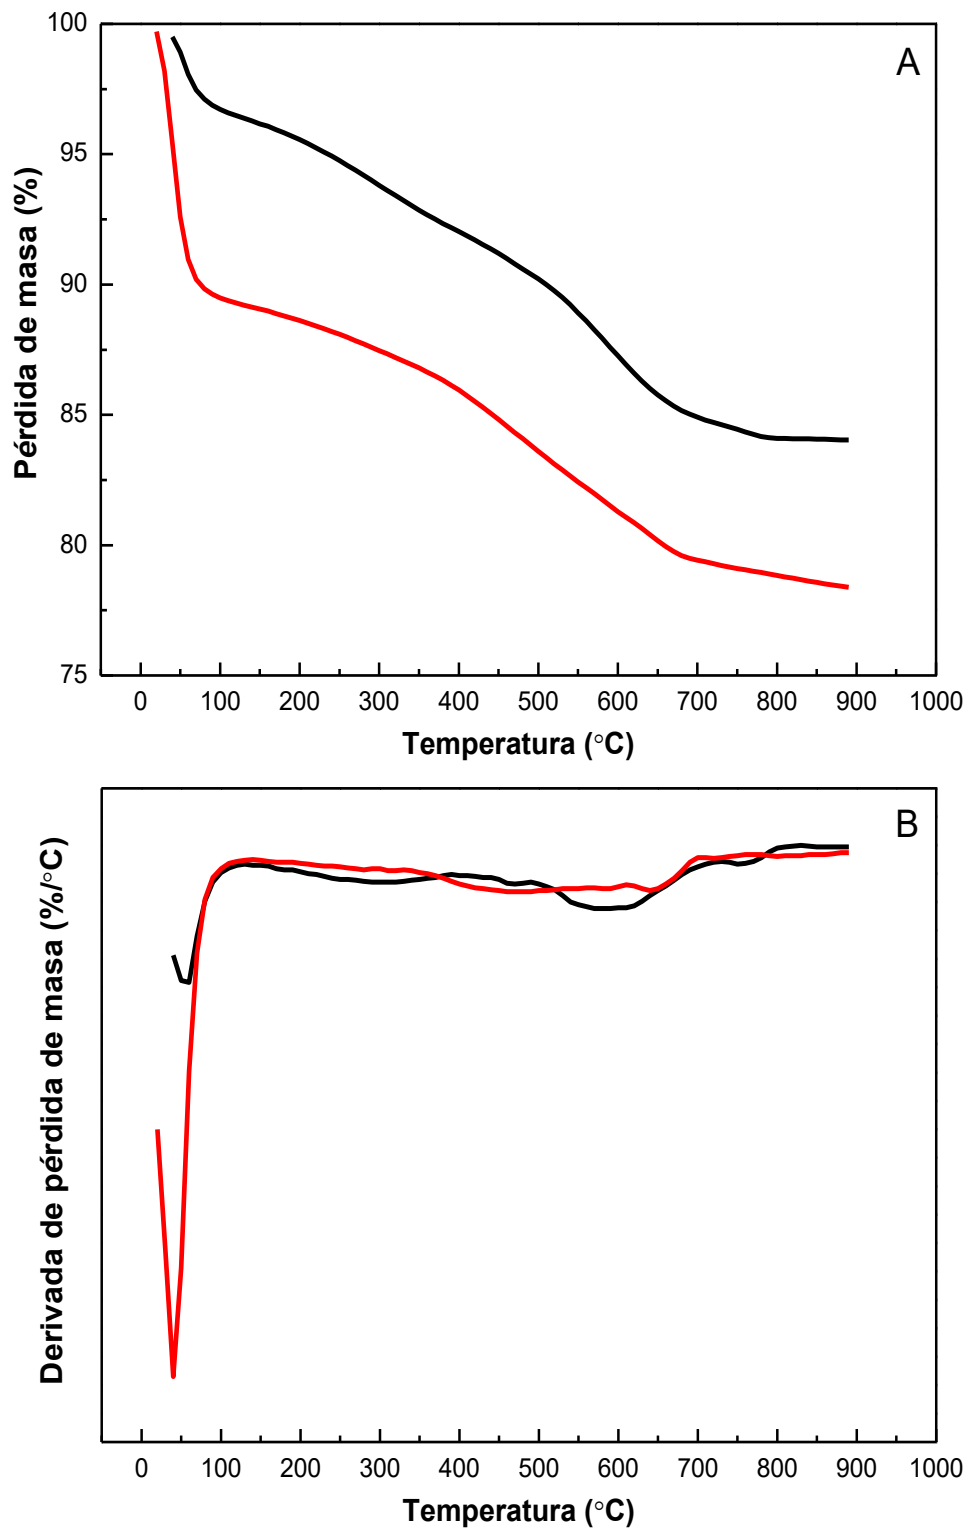 A
100
95
90
85
80
75
Pérdida de masa (%)
0 100 200 300 400 500 600 700 800 900 1000
Temperatura (°C)
B
Derivada de pérdida de masa (%/°C)
0 100 200 300 400 500 600 700 800 900 1000
Temperatura (°C)